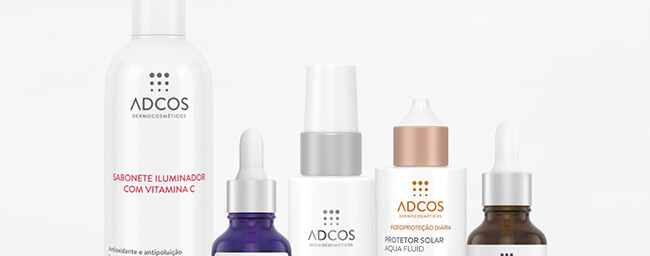 ADCOS
DERMOCOSMÉTICOS
SABONETE ILUMINADOR
COM VITAMINA C
Antioxidante e antipoluição
ADCOS
DERMOCOSMÉTICOS
ADCOS
DERMOCOSMÉTICOS
FOTOPROTEÇÃO DIÁRIA
PROTETOR SOLAR
AQUA FLUID